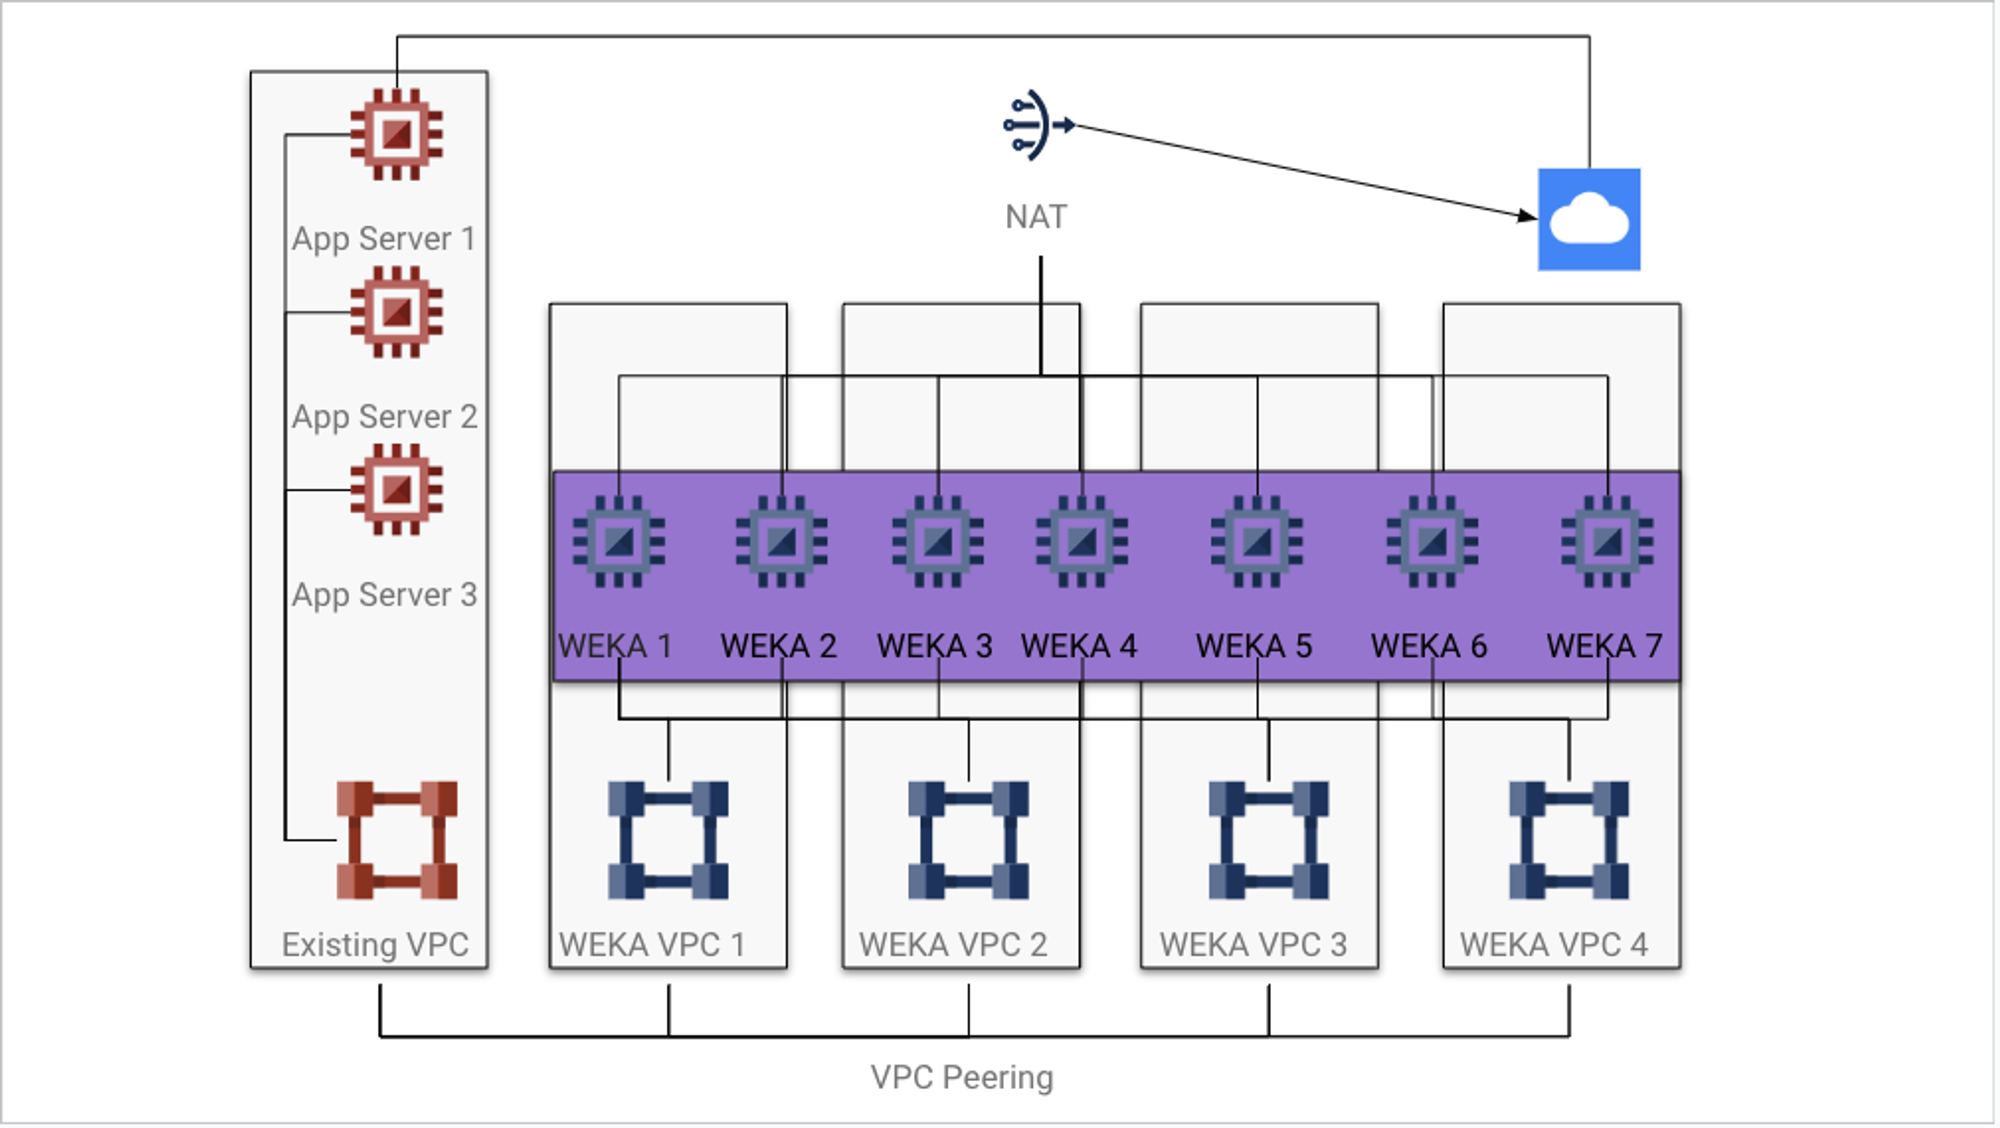 NAT
App Server 1
App Server 2
App Server 3
WEKA 1
WEKA 2
WEKA 3
WEKA 4
WEKA 5
WEKA 6
WEKA 7
Existing VPC
WEKA VPC 1
WEKA VPC 2
WEKA VPC 3
WEKA VPC 4
VPC Peering